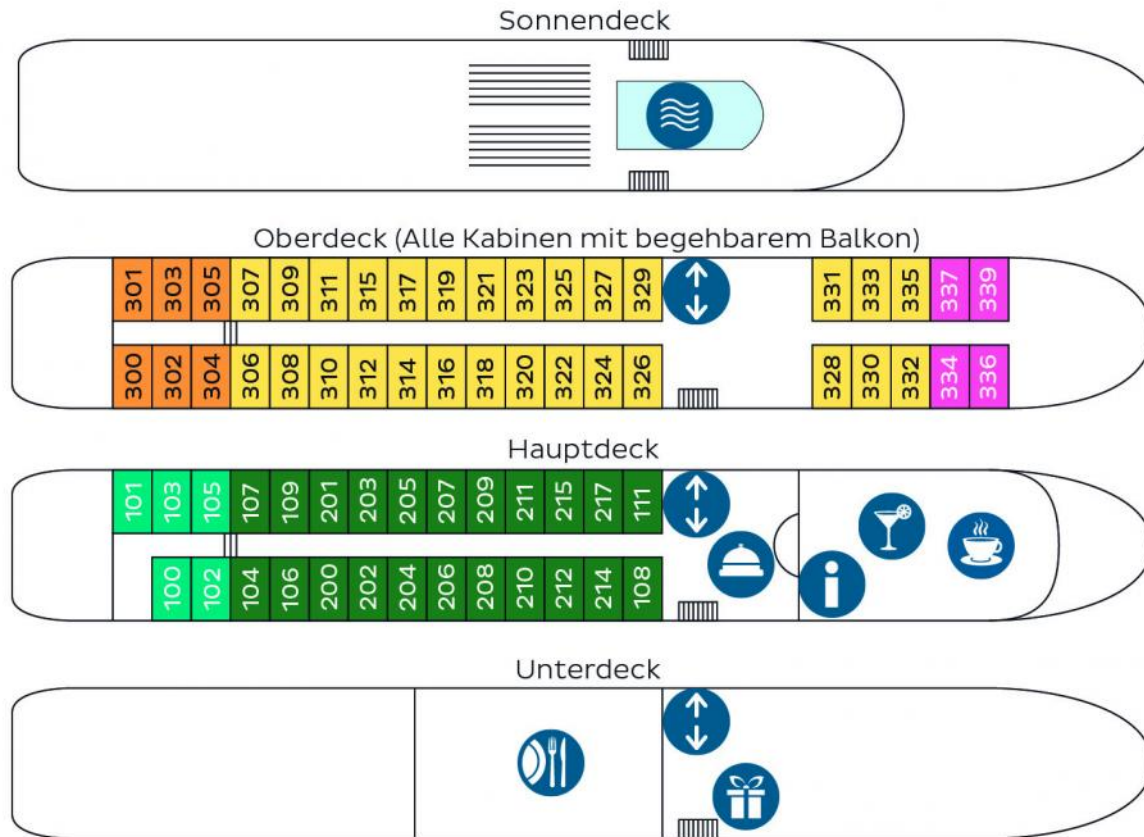 Sonnendeck
Oberdeck (Alle Kabinen mit begehbarem Balkon)
301 303 305 307 309 311 315 317 319 321 323 325 327 329 331 333 335 337 339
300 302 304 306 308 310 312 314 316 318 320 322 324 326 328 330 332 334 336
Hauptdeck
101 103 105 107 109 201 203 205 207 209 211 215 217 111
100 102 104 106 200 202 204 206 208 210 212 214 108
Unterdeck